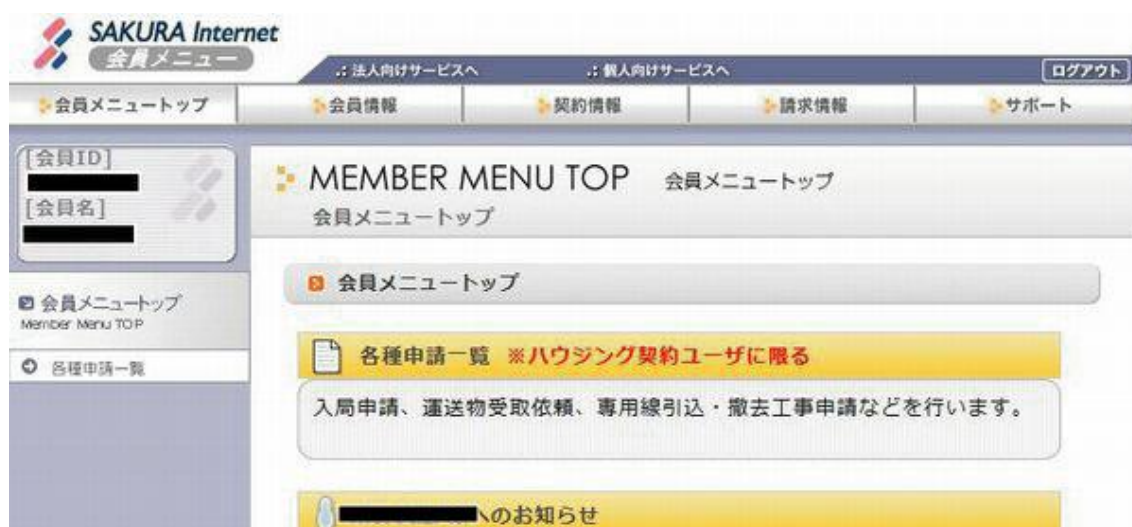 SAKURA Internet
会員メニュー
.: 法人向けサービスへ
.: 個人向けサービスへ
ログアウト
会員メニュートップ
会員情報
契約情報
請求情報
サポート
[会員ID]
[会員名]
会員メニュートップ
Member Menu TOP
各種申請一覧
MEMBER MENU TOP 会員メニュートップ
会員メニュートップ
会員メニュートップ
各種申請一覧 ※ハウジング契約ユーザに限る
入局申請、運送物受取依頼、専用線引込・撤去工事申請などを行います。
へのお知らせ